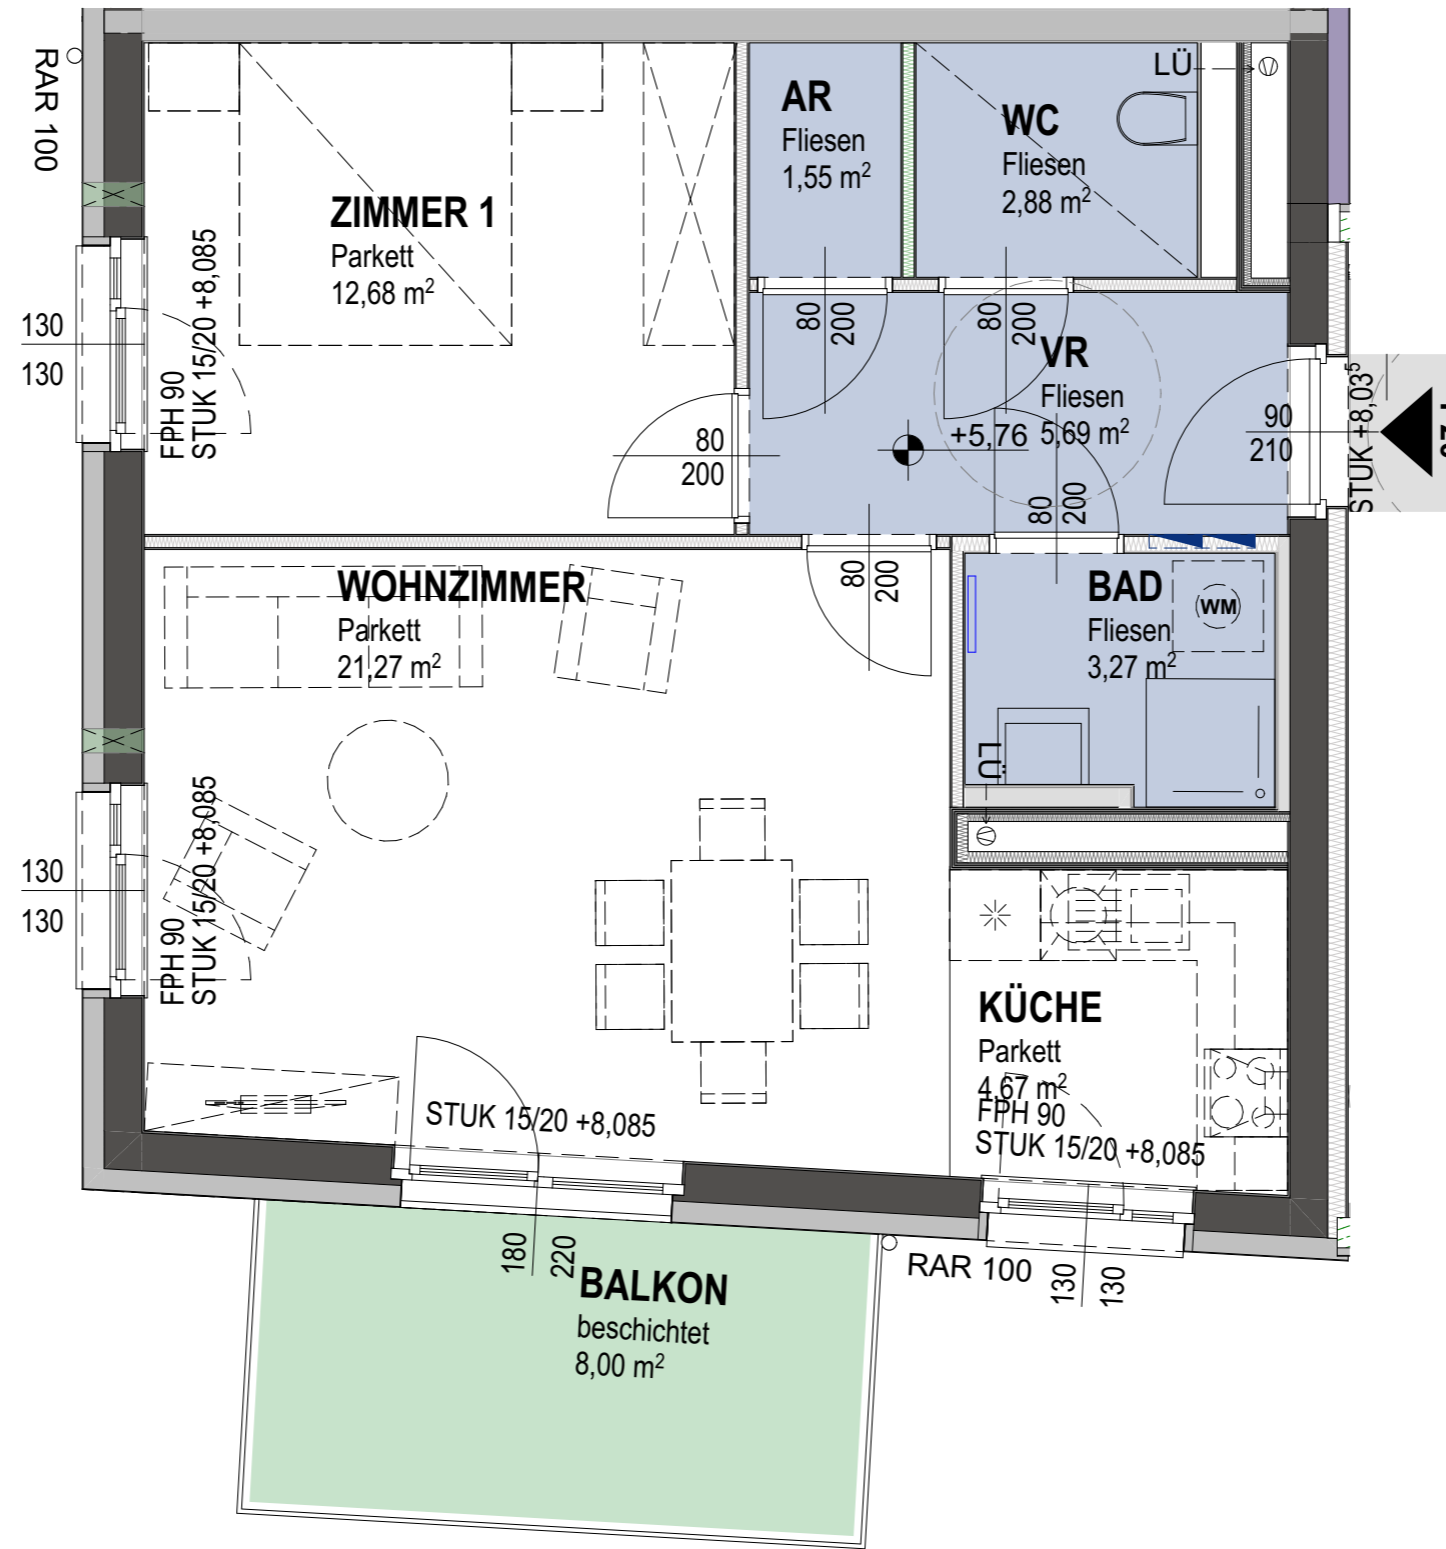 RAR 100
ZIMMER 1
Parkett
12,68 m²
AR
Fliesen
1,55 m²
WC
Fliesen
2,88 m²
LÜ
130
130
FPH 90
STUK 15/20 +8,085
80
200
80
200
VR
Fliesen
5,69 m²
+5,76
80
200
90
210
STUK +8,03⁵
80
200
80
200
WOHNZIMMER
Parkett
21,27 m²
BAD
Fliesen
3,27 m²
WM
LÜ
130
130
FPH 90
STUK 15/20 +8,085
KÜCHE
Parkett
4,67 m²
FPH 90
STUK 15/20 +8,085
STUK 15/20 +8,085
180
220
RAR 100
130
130
BALKON
beschichtet
8,00 m²